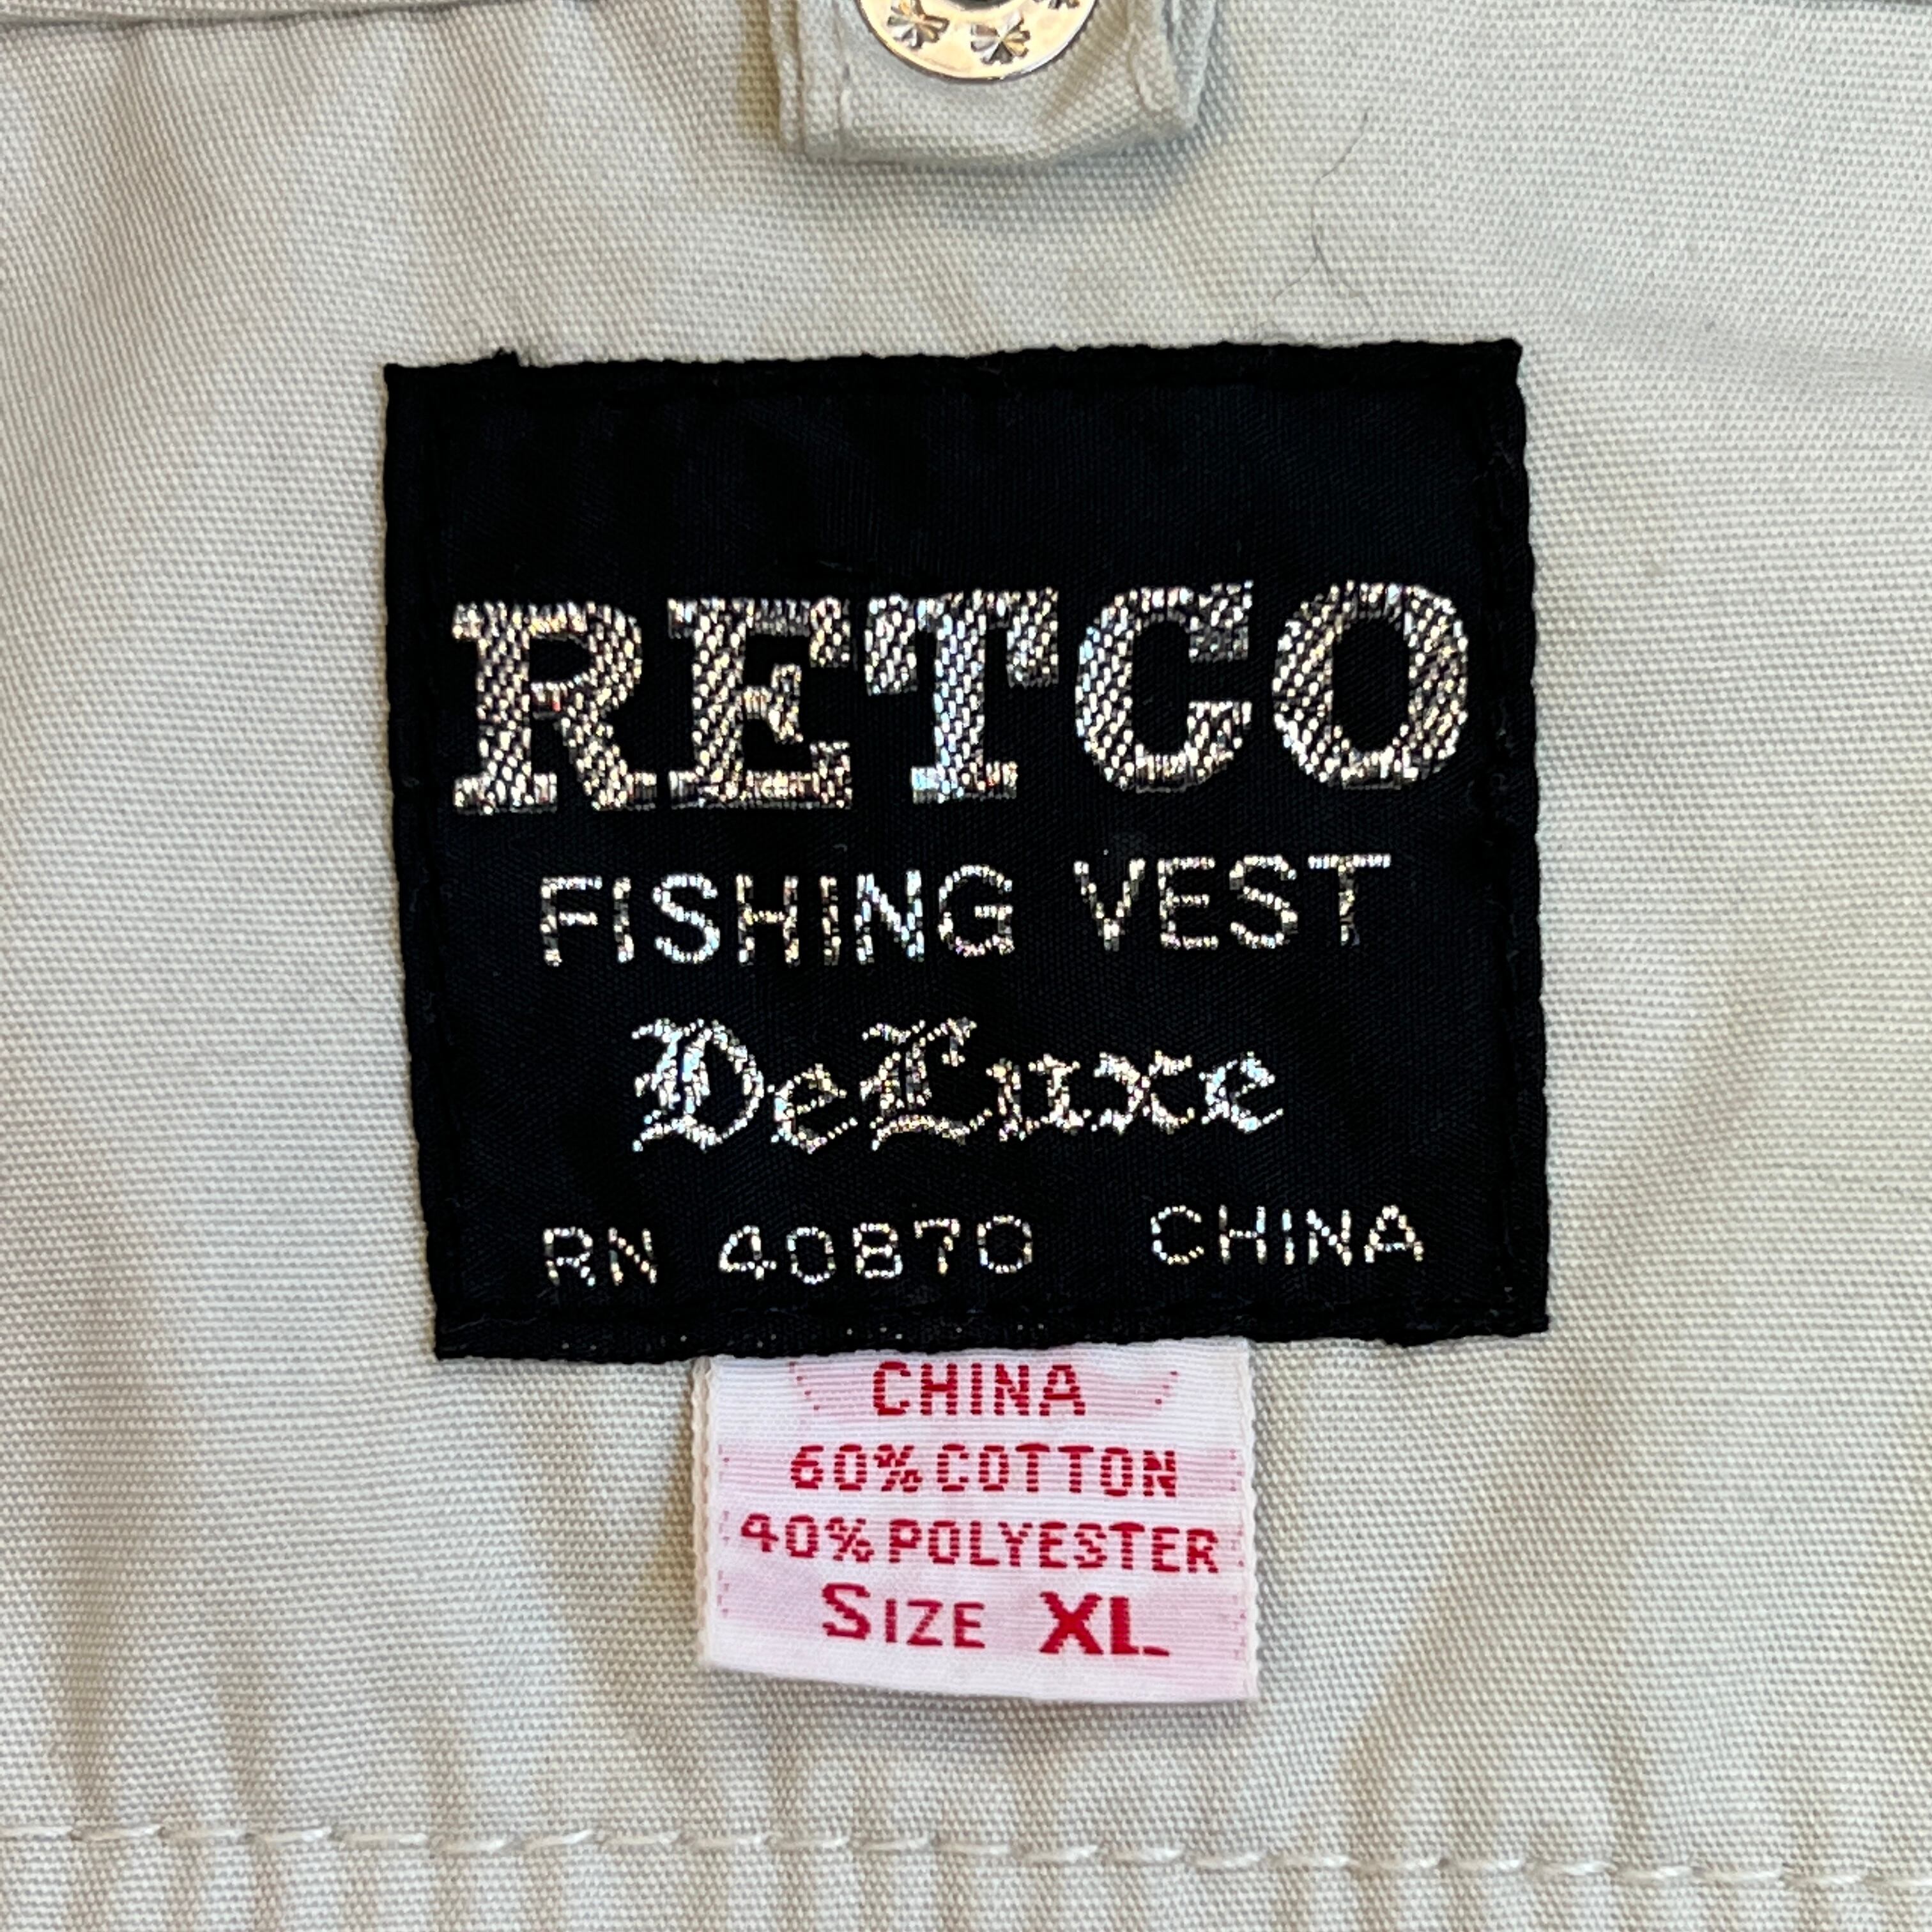 RETCO
FISHING VEST
DeLuxe
RN 40870 CHINA
CHINA
60% COTTON
40% POLYESTER
SIZE XL